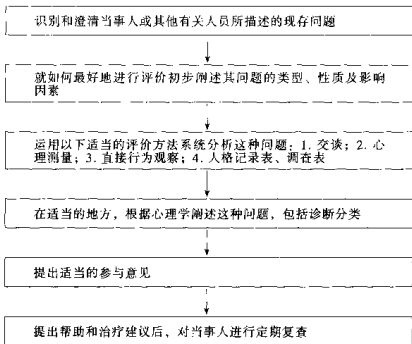 识别和澄清当事人或其他有关人员所描述的现存问题
就如何最好地进行评价初步阐述其问题的类型、性质及影响
因素
运用以下适当的评价方法系统分析这种问题：1. 交谈；2. 心
理测量；3. 直接行为观察；4. 人格记录表、调查表
在适当的地方，根据心理学阐述这种问题，包括诊断分类
提出适当的参与意见
提出帮助和治疗建议后，对当事人进行定期复查